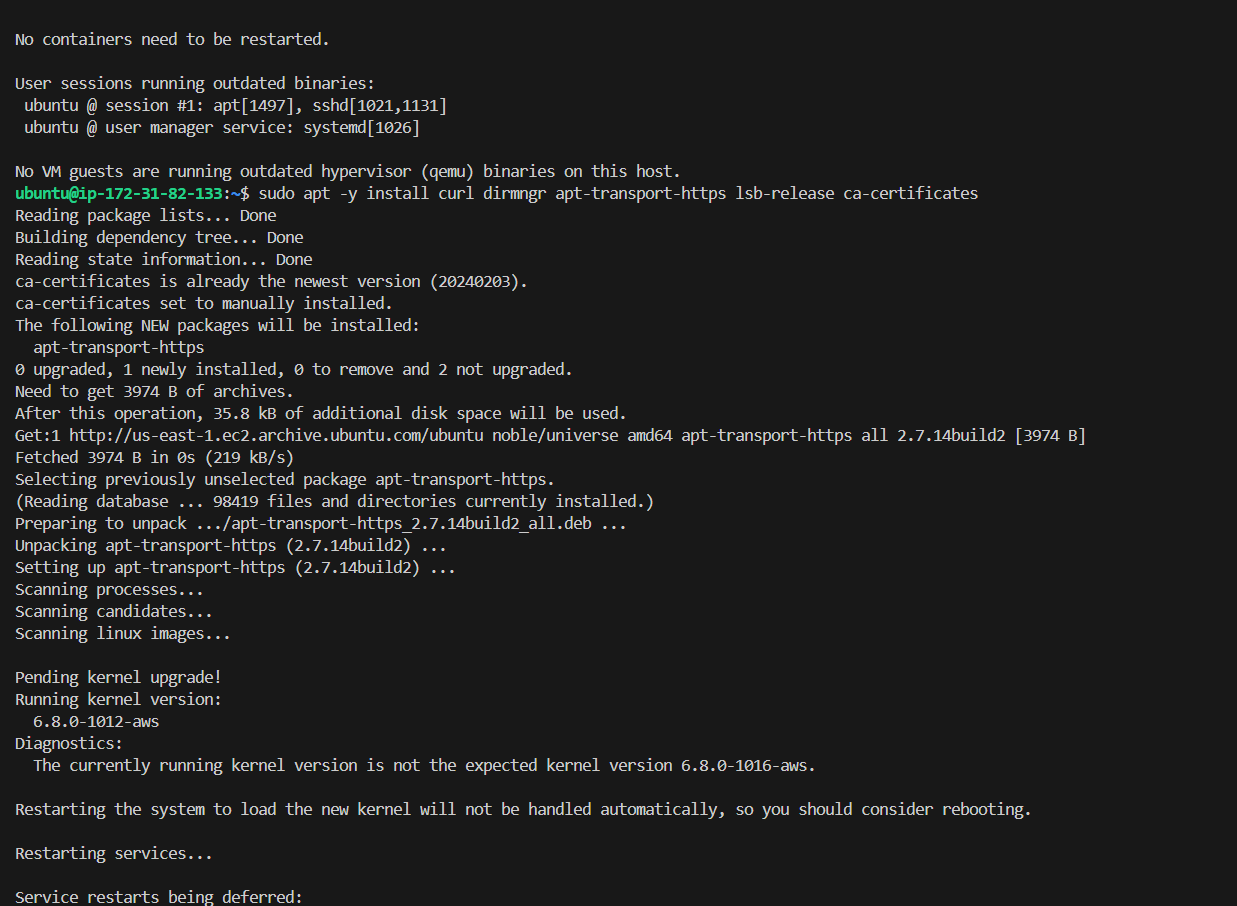 No containers need to be restarted.
User sessions running outdated binaries:
ubuntu @ session #1: apt[1497], sshd[1021,1131]
ubuntu @ user manager service: systemd[1026]
No VM guests are running outdated hypervisor (qemu) binaries on this host.
ubuntu@ip-172-31-82-133:~$ sudo apt -y install curl dirmngr apt-transport-https lsb-release ca-certificates
Reading package lists... Done
Building dependency tree... Done
Reading state information... Done
ca-certificates is already the newest version (20240203).
ca-certificates set to manually installed.
The following NEW packages will be installed:
apt-transport-https
0 upgraded, 1 newly installed, 0 to remove and 2 not upgraded.
Need to get 3974 B of archives.
After this operation, 35.8 kB of additional disk space will be used.
Get:1 http://us-east-1.ec2.archive.ubuntu.com/ubuntu noble/universe amd64 apt-transport-https all 2.7.14build2 [3974 B]
Fetched 3974 B in 0s (219 kB/s)
Selecting previously unselected package apt-transport-https.
(Reading database ... 98419 files and directories currently installed.)
Preparing to unpack .../apt-transport-https_2.7.14build2_all.deb ...
Unpacking apt-transport-https (2.7.14build2) ...
Setting up apt-transport-https (2.7.14build2) ...
Scanning processes...
Scanning candidates...
Scanning linux images...
Pending kernel upgrade!
Running kernel version:
6.8.0-1012-aws
Diagnostics:
The currently running kernel version is not the expected kernel version 6.8.0-1016-aws.
Restarting the system to load the new kernel will not be handled automatically, so you should consider rebooting.
Restarting services...
Service restarts being deferred: